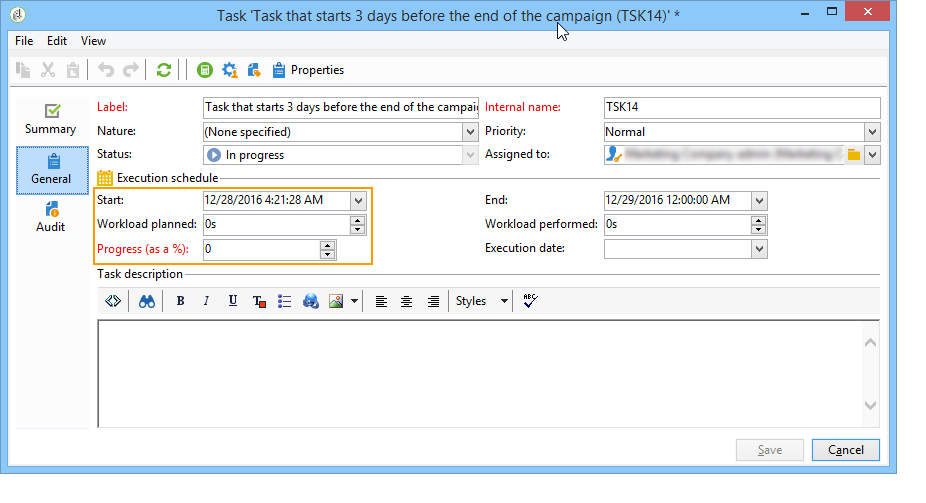 Task 'Task that starts 3 days before the end of the campaign (TSK14)' *
File Edit View
Properties
Summary
General
Audit
Label: Task that starts 3 days before the end of the campai Internal name: TSK14
Nature: (None specified) Priority: Normal
Status: In progress Assigned to:
Execution schedule
Start: 12/28/2016 4:21:28 AM End: 12/29/2016 12:00:00 AM
Workload planned: 0s Workload performed: 0s
Progress (as a %): 0 Execution date:
Task description
B I U T Styles ABC
Save Cancel